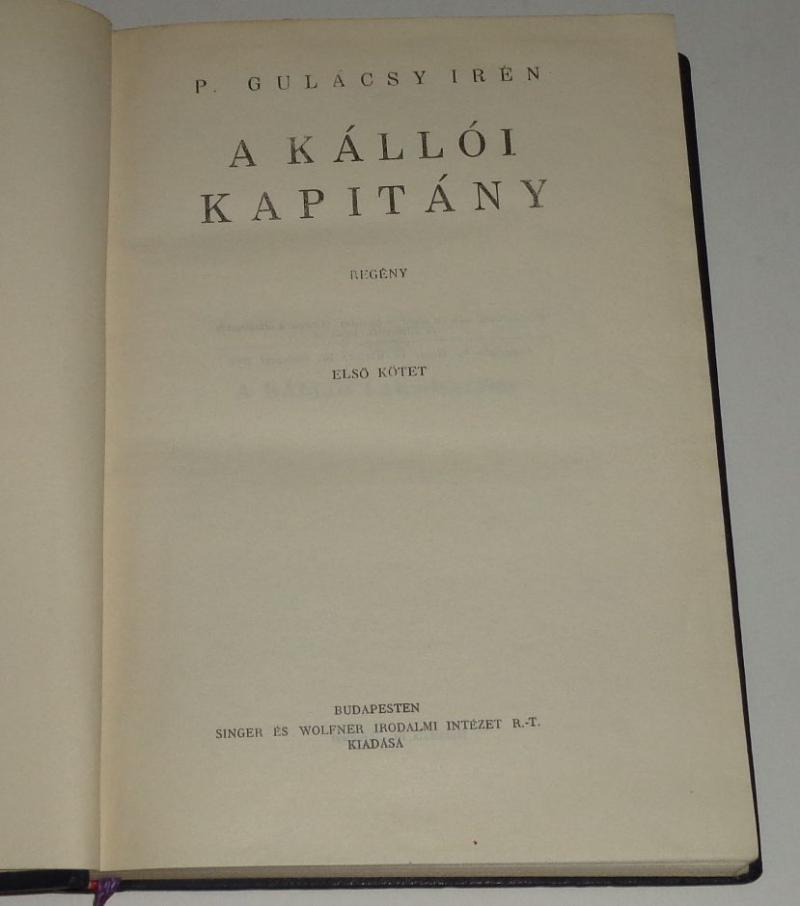 P. GULÁCSY IRÉN
A KÁLLÓI
KAPITÁNY
REGÉNY
ELSŐ KÖTET
BUDAPESTEN
SINGER ÉS WOLFNER IRODALMI INTÉZET R.-T.
KIADÁSA